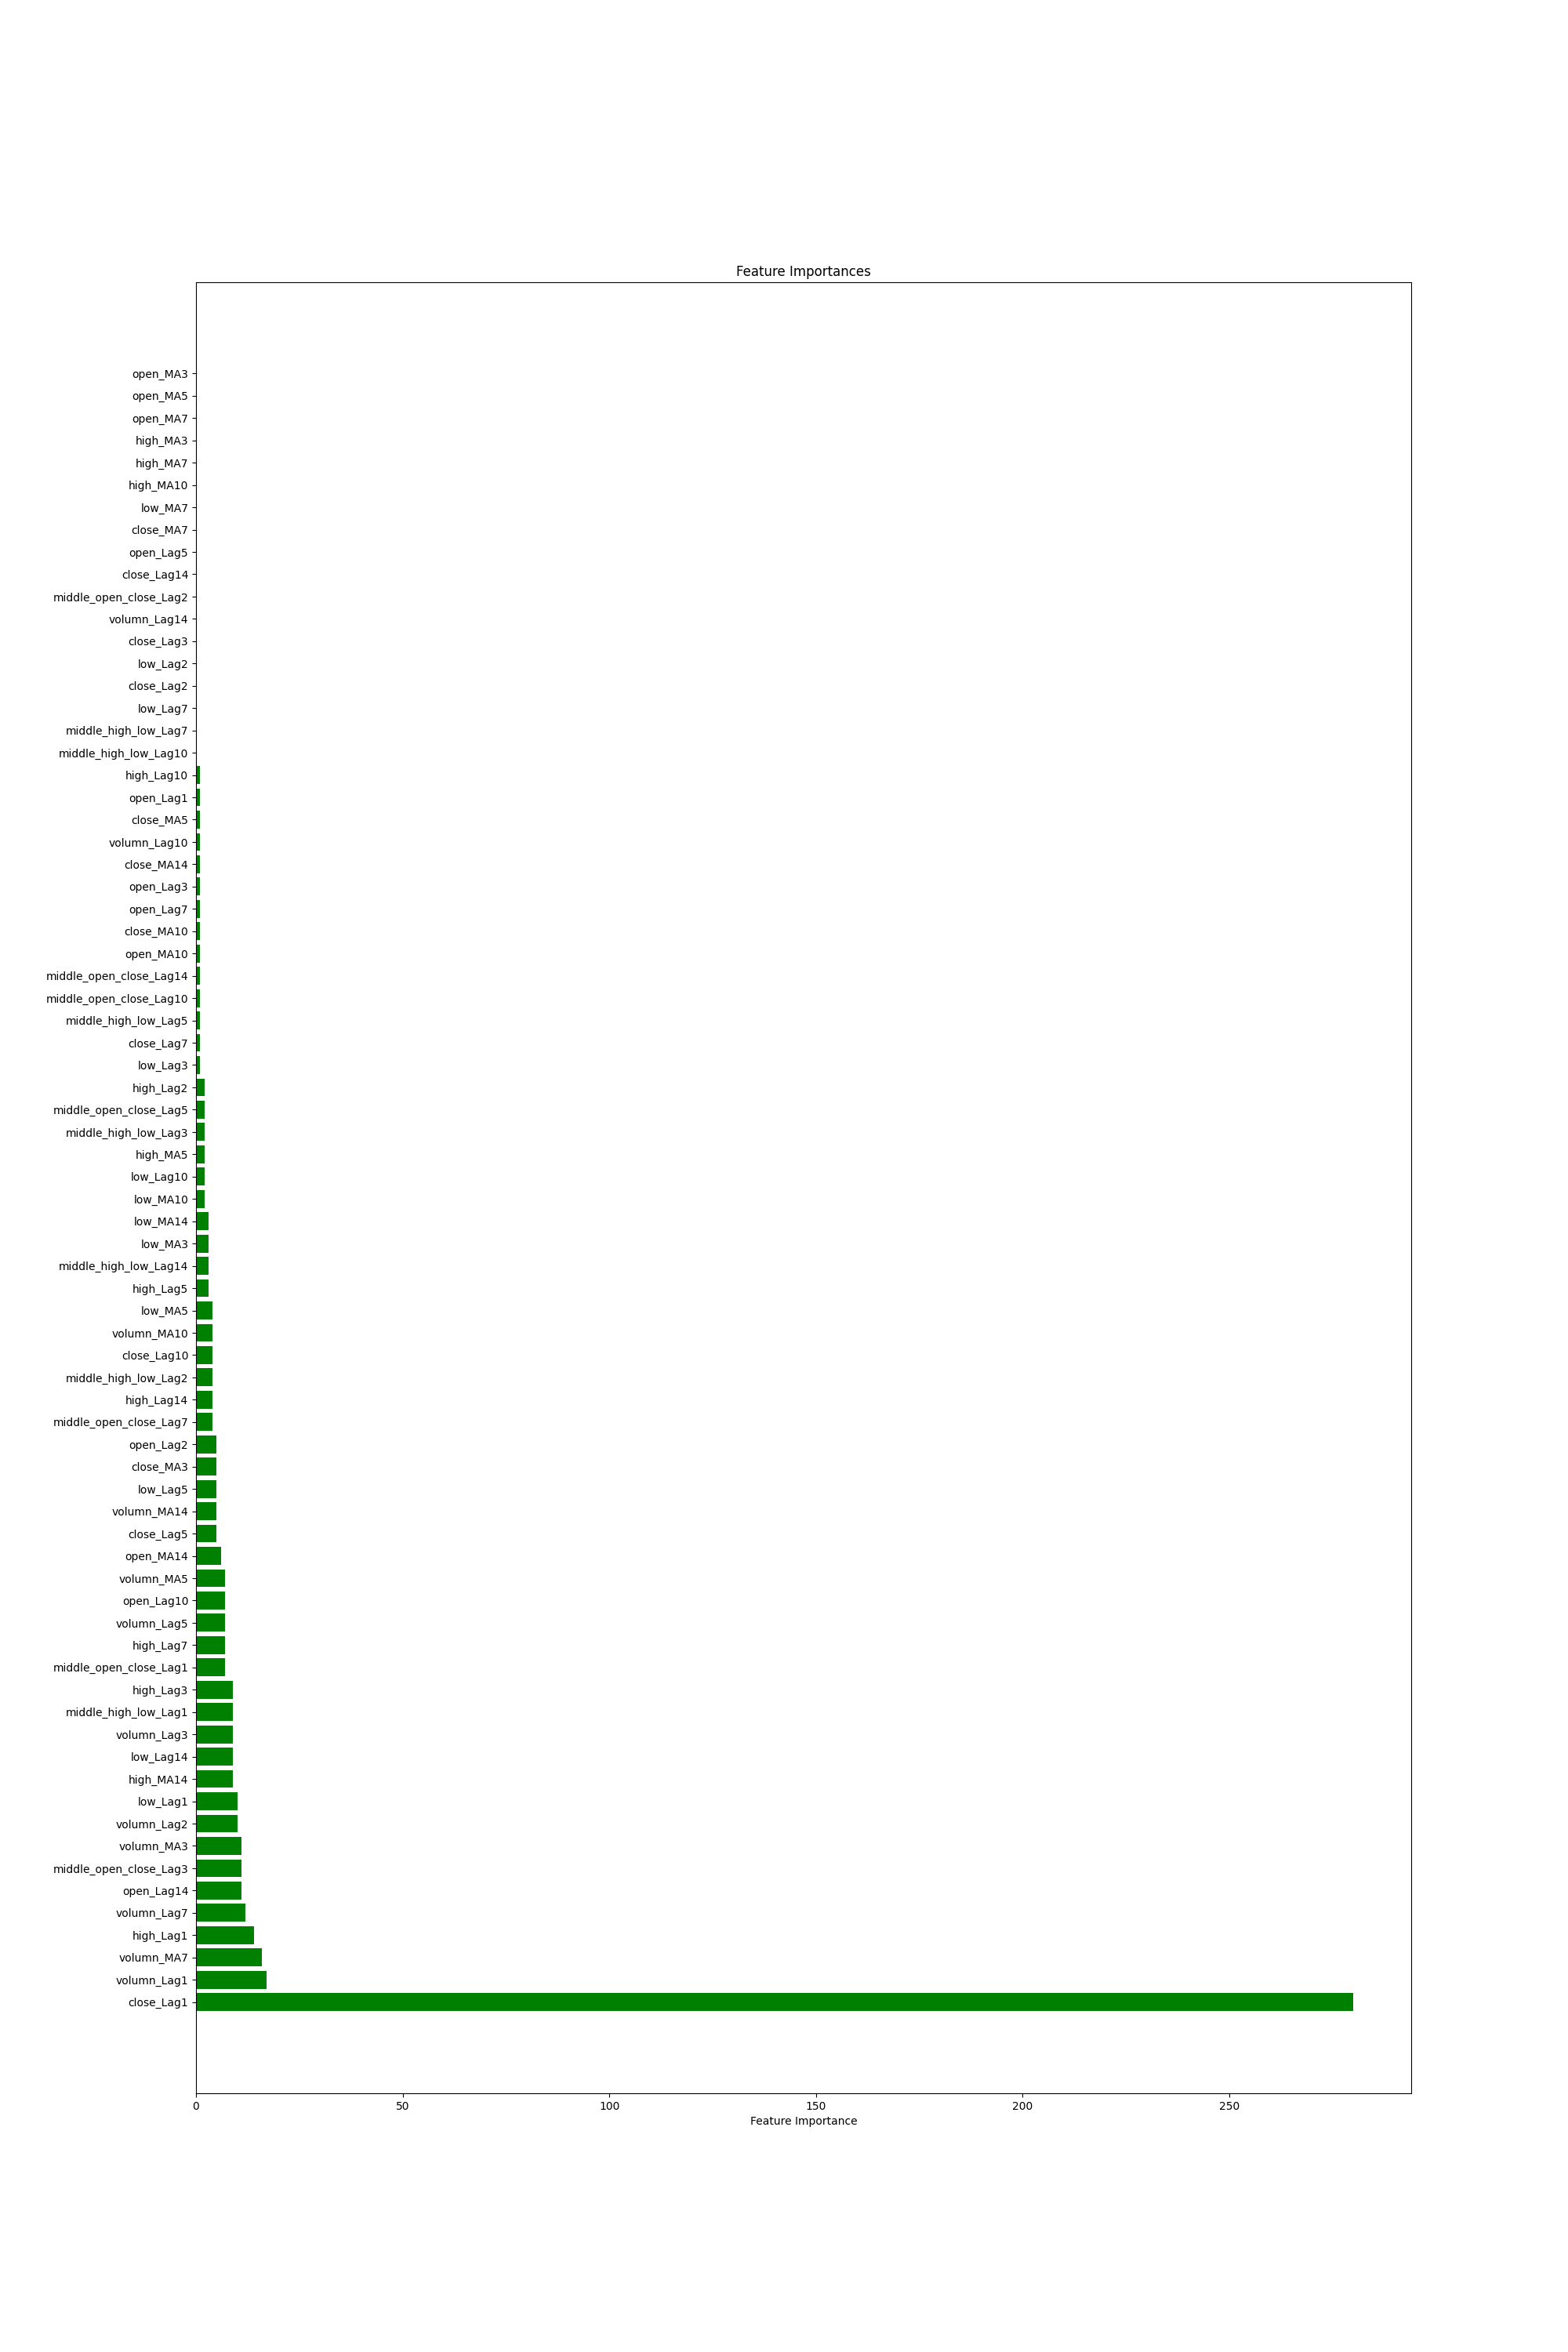 Feature Importances
open_MA3
open_MA5
open_MA7
high_MA3
high_MA7
high_MA10
low_MA7
close_MA7
open_Lag5
close_Lag14
middle_open_close_Lag2
volumn_Lag14
close_Lag3
low_Lag2
close_Lag2
low_Lag7
middle_high_low_Lag7
middle_high_low_Lag10
high_Lag10
open_Lag1
close_MA5
volumn_Lag10
close_MA14
open_Lag3
open_Lag7
close_MA10
open_MA10
middle_open_close_Lag14
middle_open_close_Lag10
middle_high_low_Lag5
close_Lag7
low_Lag3
high_Lag2
middle_open_close_Lag5
middle_high_low_Lag3
high_MA5
low_Lag10
low_MA10
low_MA14
low_MA3
middle_high_low_Lag14
high_Lag5
low_MA5
volumn_MA10
close_Lag10
middle_high_low_Lag2
high_Lag14
middle_open_close_Lag7
open_Lag2
close_MA3
low_Lag5
volumn_MA14
close_Lag5
open_MA14
volumn_MA5
open_Lag10
volumn_Lag5
high_Lag7
middle_open_close_Lag1
high_Lag3
middle_high_low_Lag1
volumn_Lag3
low_Lag14
high_MA14
low_Lag1
volumn_Lag2
volumn_MA3
middle_open_close_Lag3
open_Lag14
volumn_Lag7
high_Lag1
volumn_MA7
volumn_Lag1
close_Lag1
0 50 100 150 200 250
Feature Importance